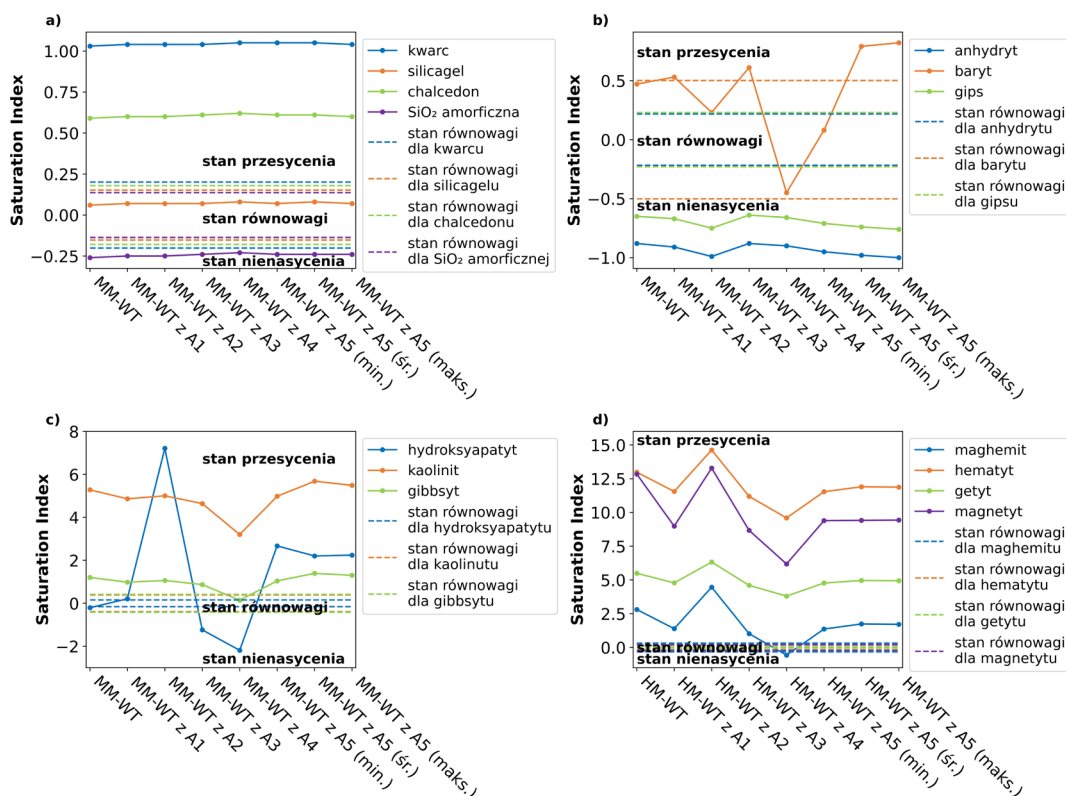 a)
Saturation Index
1.00
0.75
0.50
0.25
0.00
−0.25
stan przesycenia
stan równowagi
stan nienasycenia
MM-WT
MM-WT z A1
MM-WT z A2
MM-WT z A3
MM-WT z A4
MM-WT z A5 (min.)
MM-WT z A5 (śr.)
MM-WT z A5 (maks.)
kwarc
silicagel
chalcedon
SiO₂ amorficzna
stan równowagi
dla kwarcu
stan równowagi
dla silicagelu
stan równowagi
dla chalcedonu
stan równowagi
dla SiO₂ amorficznej
b)
Saturation Index
0.5
0.0
−0.5
−1.0
stan przesycenia
stan równowagi
stan nienasycenia
MM-WT
MM-WT z A1
MM-WT z A2
MM-WT z A3
MM-WT z A4
MM-WT z A5 (min.)
MM-WT z A5 (śr.)
MM-WT z A5 (maks.)
anhydryt
baryt
gips
stan równowagi
dla anhydrytu
stan równowagi
dla barytu
stan równowagi
dla gipsu
c)
Saturation Index
8
6
4
2
0
−2
stan przesycenia
stan równowagi
stan nienasycenia
MM-WT
MM-WT z A1
MM-WT z A2
MM-WT z A3
MM-WT z A4
MM-WT z A5 (min.)
MM-WT z A5 (śr.)
MM-WT z A5 (maks.)
hydroksyapatyt
kaolinit
gibbsyt
stan równowagi
dla hydroksyapatytu
stan równowagi
dla kaolinutu
stan równowagi
dla gibbsytu
d)
Saturation Index
15.0
12.5
10.0
7.5
5.0
2.5
0.0
stan przesycenia
stan równowagi
stan nienasycenia
HM-WT
HM-WT z A1
HM-WT z A2
HM-WT z A3
HM-WT z A4
HM-WT z A5 (min.)
HM-WT z A5 (śr.)
HM-WT z A5 (maks.)
maghemit
hematyt
getyt
magnetyt
stan równowagi
dla maghemitu
stan równowagi
dla hematytu
stan równowagi
dla getytu
stan równowagi
dla magnetytu